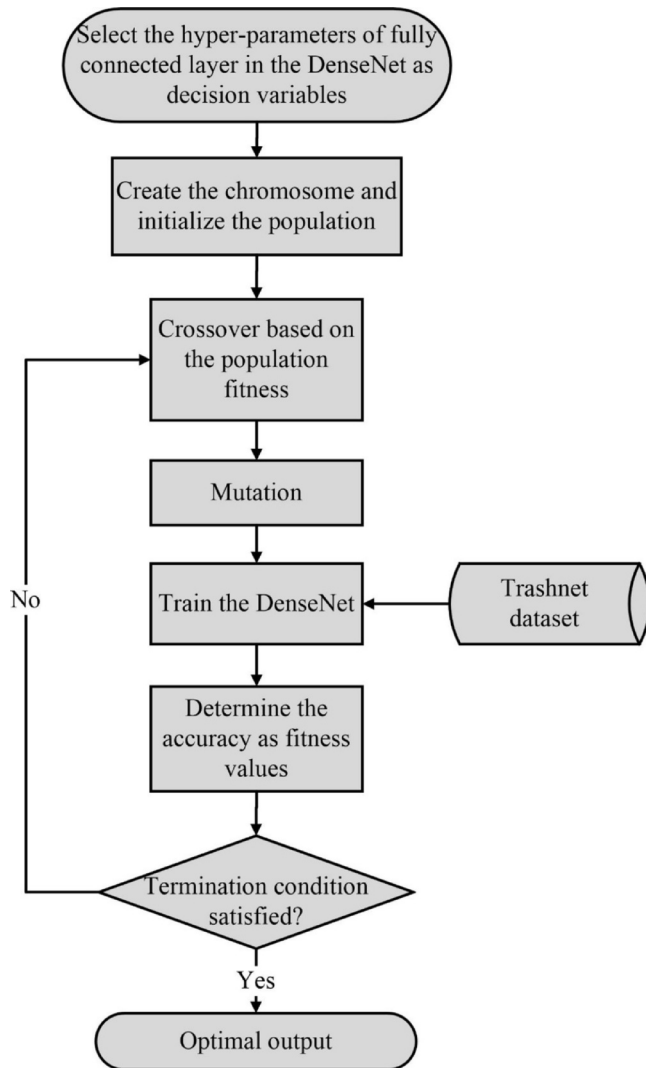 Select the hyper-parameters of fully
connected layer in the DenseNet as
decision variables
Create the chromosome and
initialize the population
Crossover based on
the population
fitness
Mutation
Train the DenseNet
Trashnet
dataset
No
Determine the
accuracy as fitness
values
Termination condition
satisfied?
Yes
Optimal output